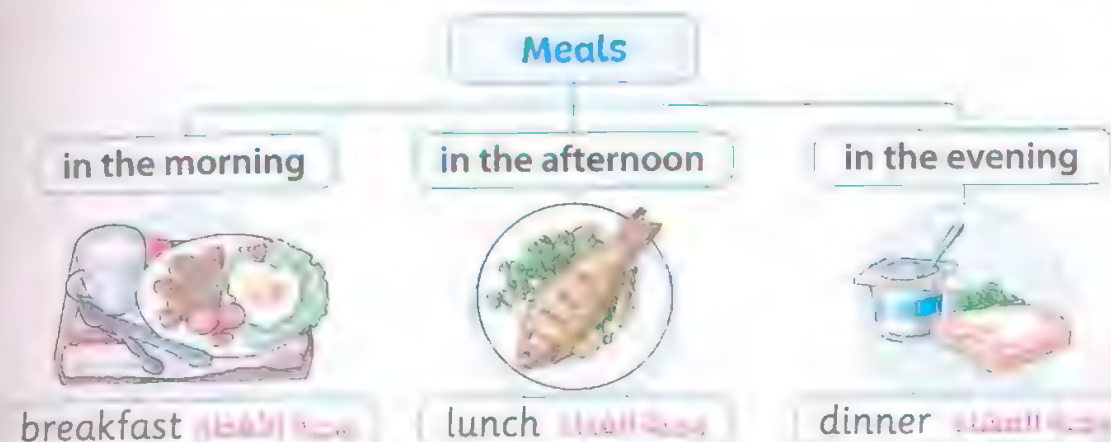 Meals
in the morning
in the afternoon
in the evening
breakfast
lunch
dinner